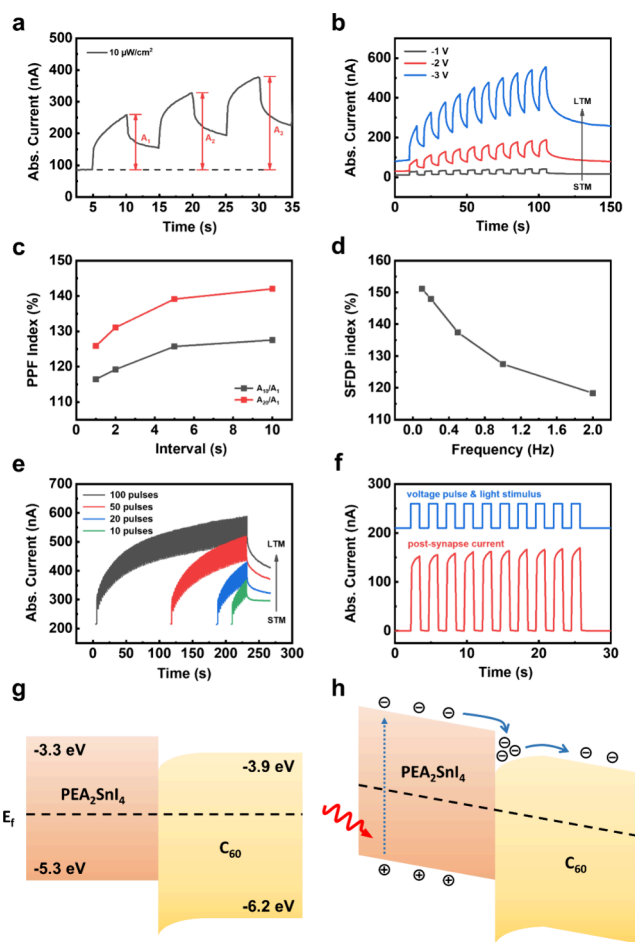 a
10 μW/cm²
Abs. Current (nA)
400
300
200
100
0
A₁
A₂
A₃
5 10 15 20 25 30 35
Time (s)
b
-1 V
-2 V
-3 V
Abs. Current (nA)
600
400
200
0
LTM
STM
0 50 100 150
Time (s)
c
PPF Index (%)
150
140
130
120
110
A₁₀/A₁
A₂₀/A₁
2 4 6 8 10
Interval (s)
d
SFDP index (%)
160
150
140
130
120
0.0 0.4 0.8 1.2 1.6 2.0
Frequency (Hz)
e
100 pulses
50 pulses
20 pulses
10 pulses
Abs. Current (nA)
700
600
500
400
300
200
LTM
STM
0 50 100 150 200 250 300
Time (s)
f
voltage pulse & light stimulus
post-synapse current
Abs. Current (nA)
300
200
100
0
0 10 20 30
Time (s)
g
-3.3 eV
-3.9 eV
PEA₂SnI₄
E_f
C₆₀
-5.3 eV
-6.2 eV
h
PEA₂SnI₄
C₆₀